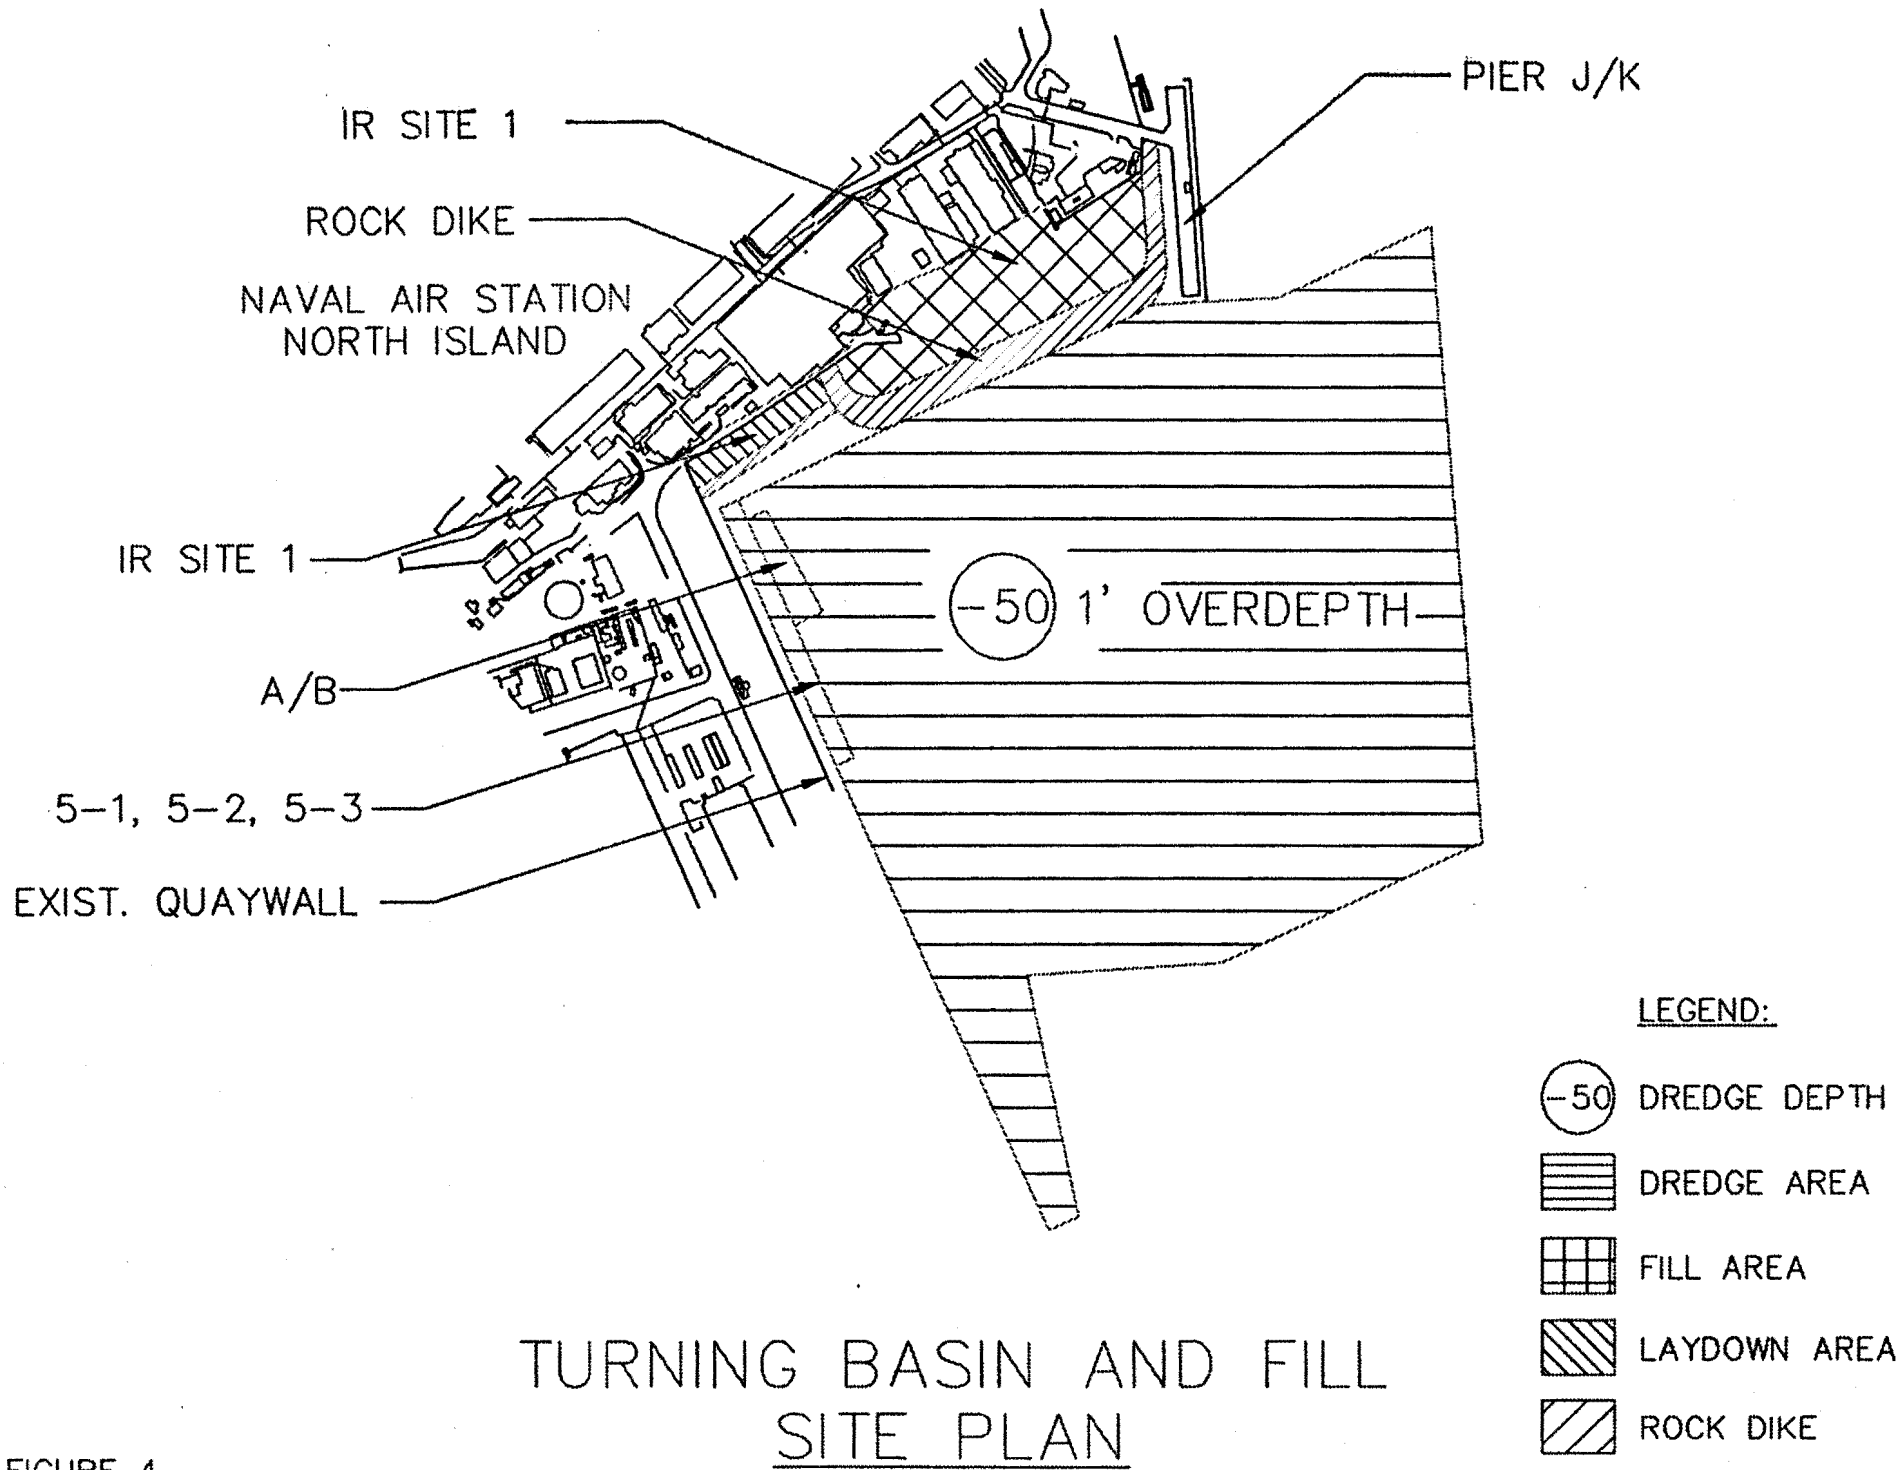 PIER J/K
IR SITE 1
ROCK DIKE
NAVAL AIR STATION
NORTH ISLAND
IR SITE 1
-50 1' OVERDEPTH
A/B
5-1, 5-2, 5-3
EXIST. QUAYWALL
LEGEND:
-50 DREDGE DEPTH
DREDGE AREA
FILL AREA
LAYDOWN AREA
ROCK DIKE
TURNING BASIN AND FILL
SITE PLAN
FIGURE 4